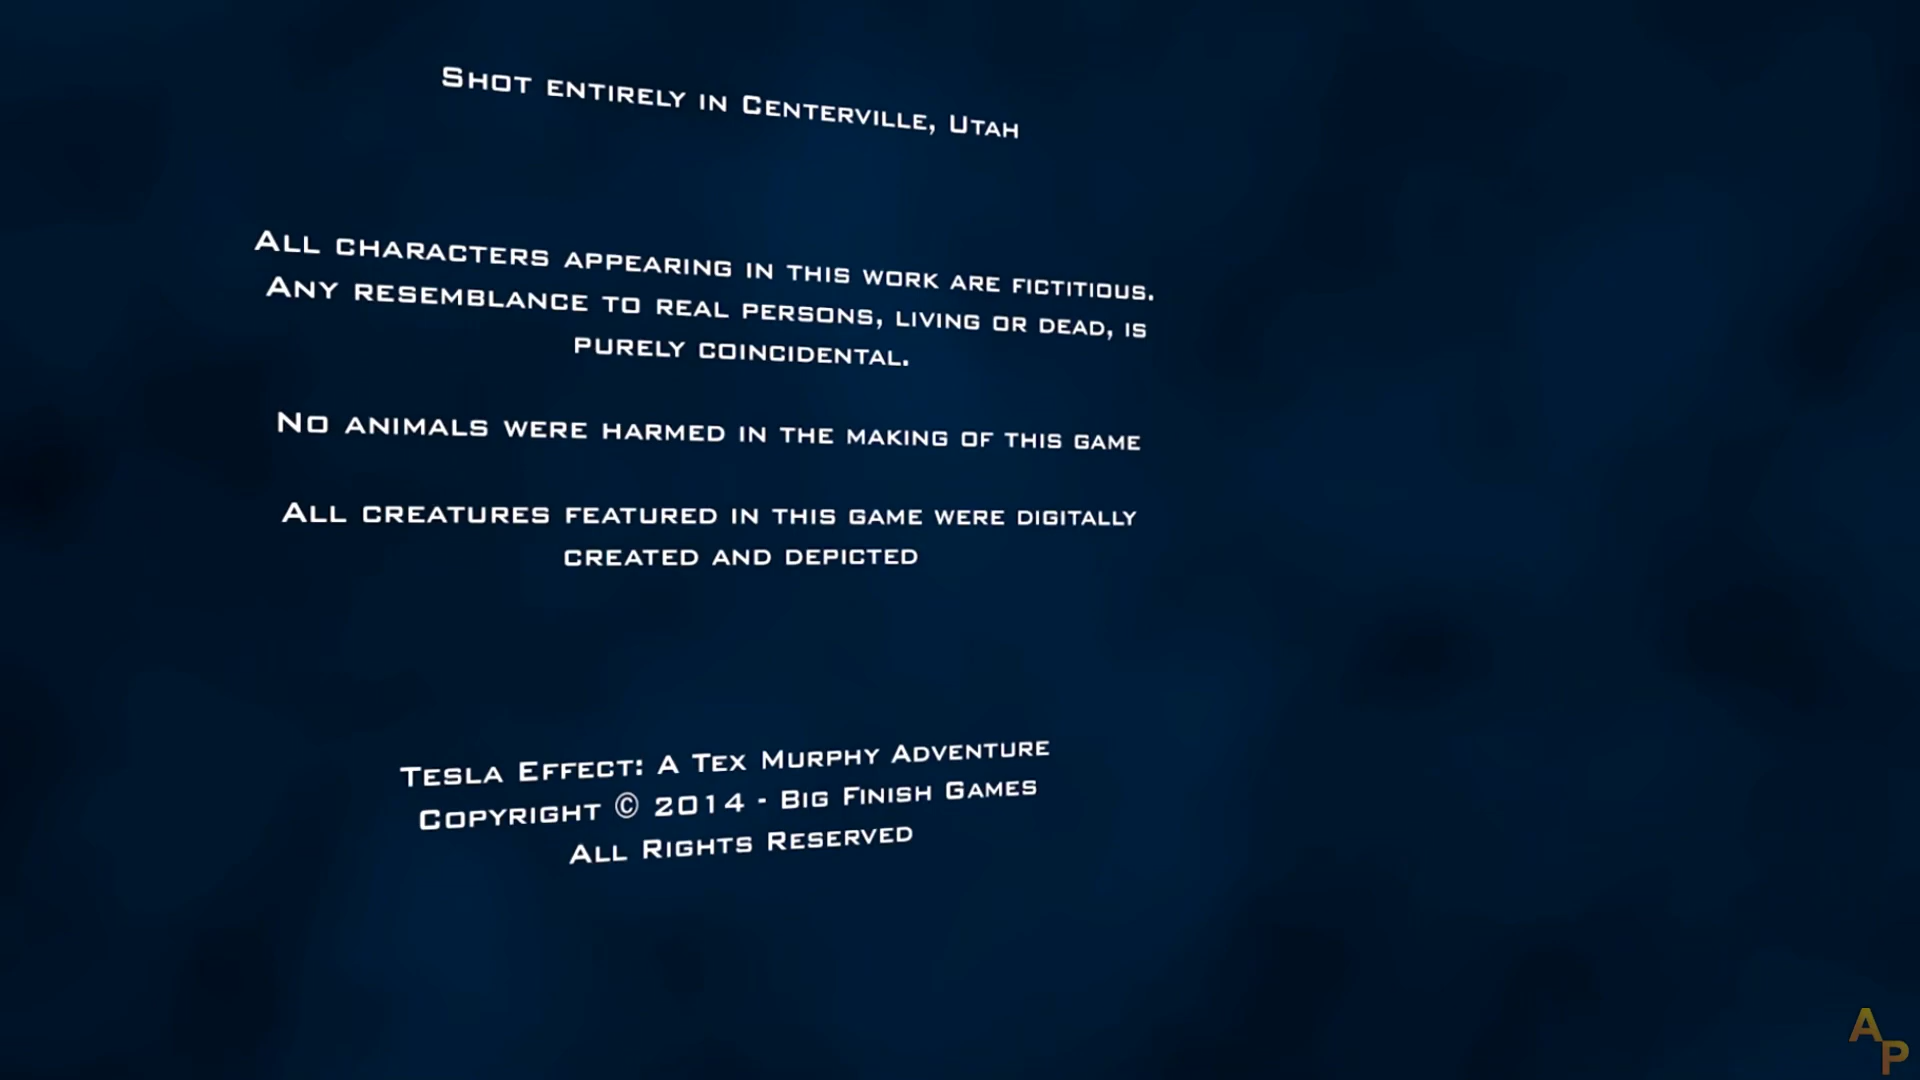 Shot entirely in Centerville, Utah
All characters appearing in this work are fictitious.
Any resemblance to real persons, living or dead, is
purely coincidental.
No animals were harmed in the making of this game
All creatures featured in this game were digitally
created and depicted
Tesla Effect: A Tex Murphy Adventure
Copyright © 2014 - Big Finish Games
All Rights Reserved
AP